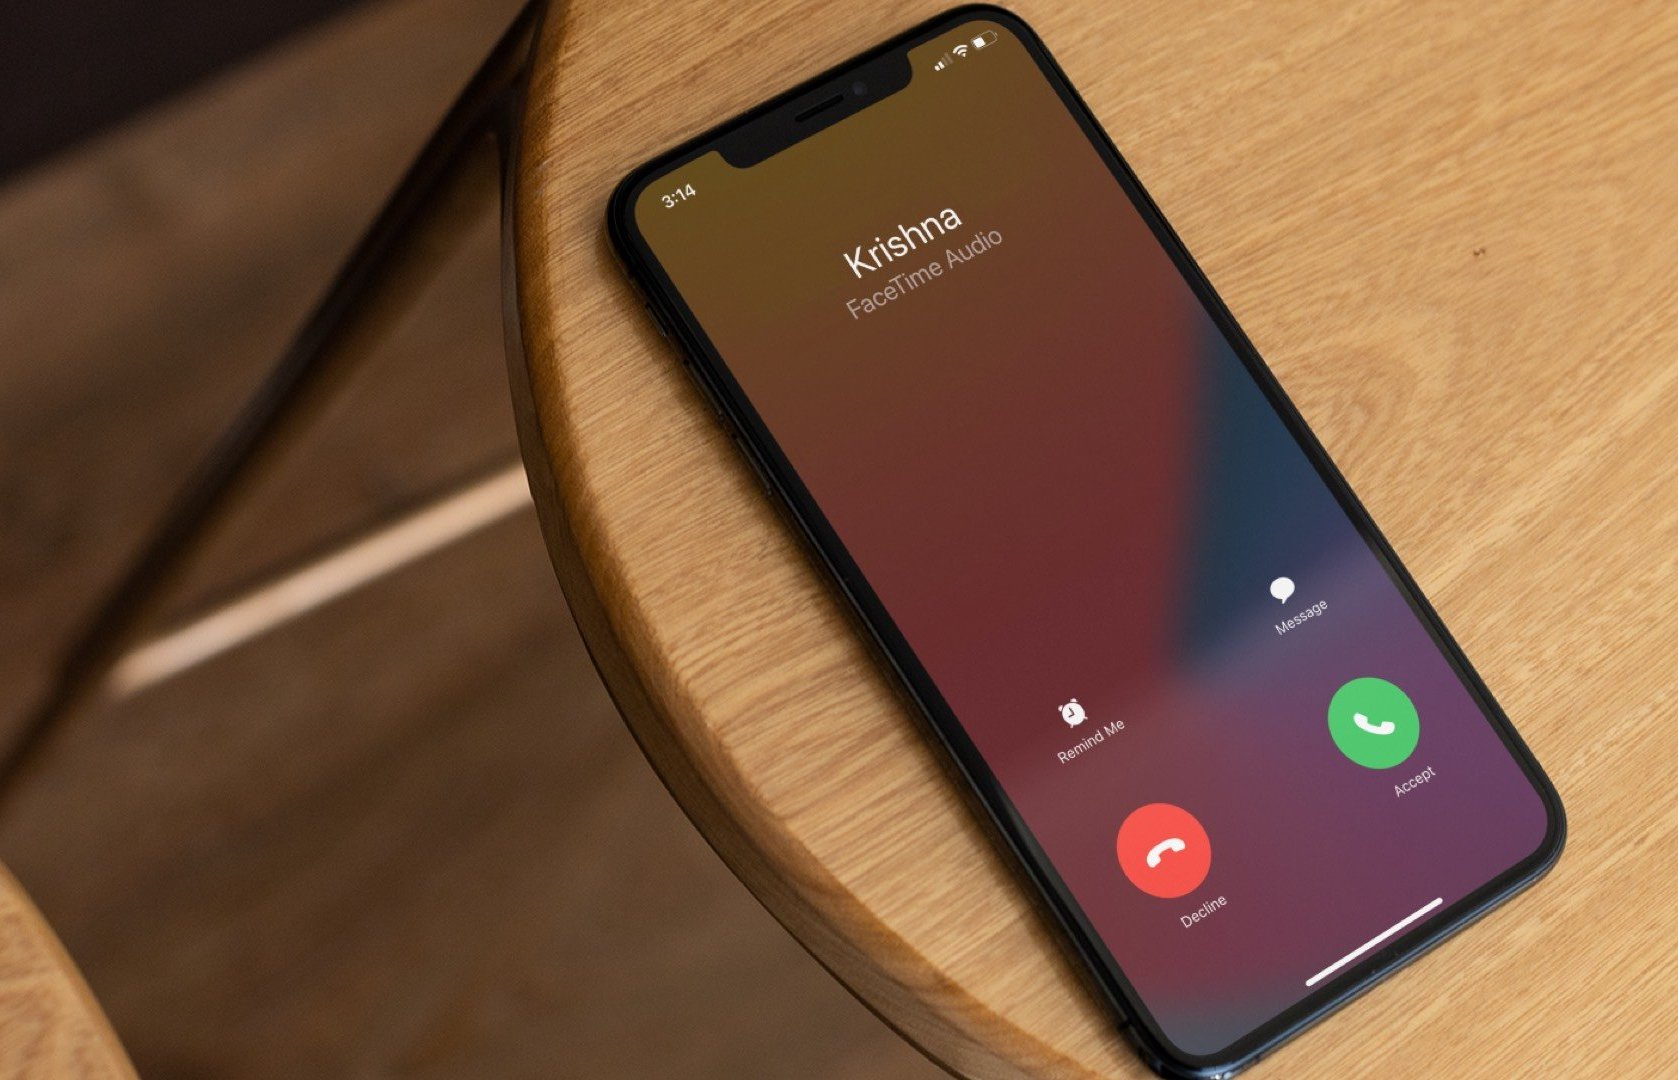 3:14
Krishna
FaceTime Audio
Remind Me
Message
Decline
Accept